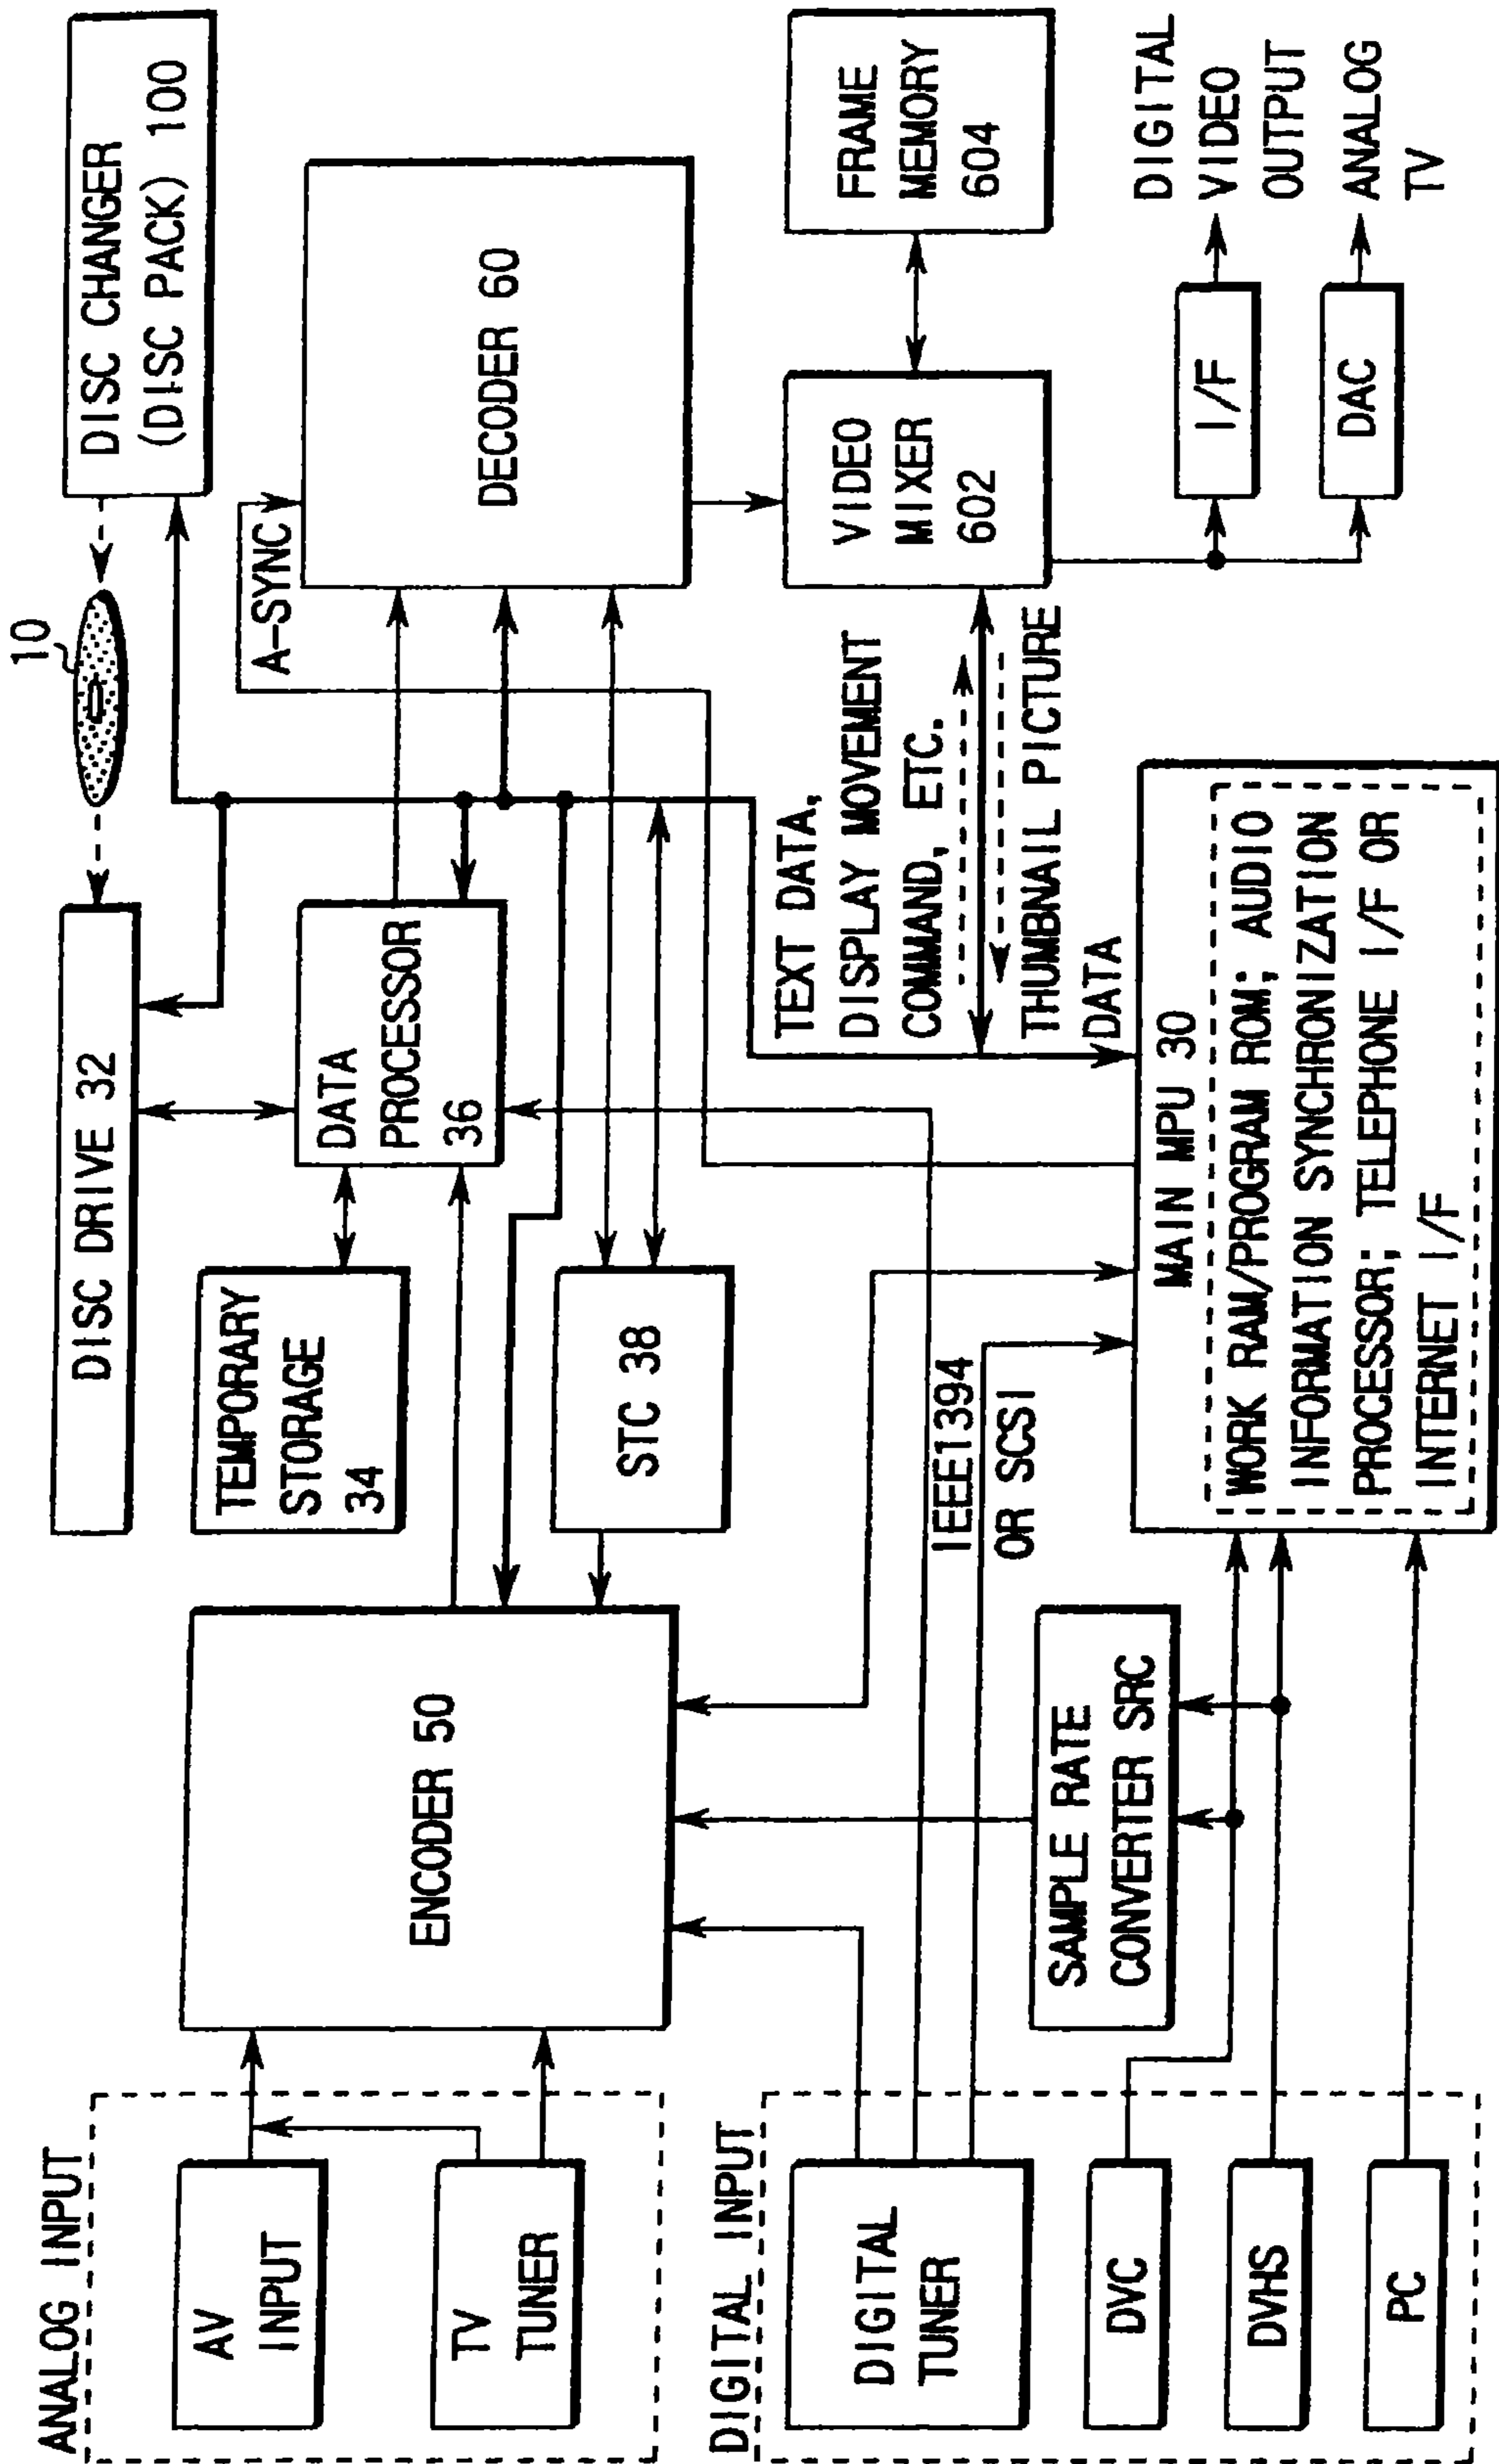 ANALOG INPUT
AV
INPUT
TV
TUNER
DIGITAL INPUT
DIGITAL
TUNER
DVC
DVHS
PC
ENCODER 50
SAMPLE RATE
CONVERTER SRC
IEEE1394
OR SCSI
DISC DRIVE 32
TEMPORARY
STORAGE
34
DATA
PROCESSOR
36
STC 38
MAIN MPU 30
WORK RAM/PROGRAM ROM; AUDIO
INFORMATION SYNCHRONIZATION
PROCESSOR; TELEPHONE I/F OR
INTERNET I/F
10
A-SYNC
TEXT DATA,
DISPLAY MOVEMENT
COMMAND, ETC.
THUMBNAIL PICTURE
DATA
DISC CHANGER
(DISC PACK) 100
DECODER 60
VIDEO
MIXER
602
FRAME
MEMORY
604
I/F
DAC
DIGITAL
VIDEO
OUTPUT
ANALOG
TV